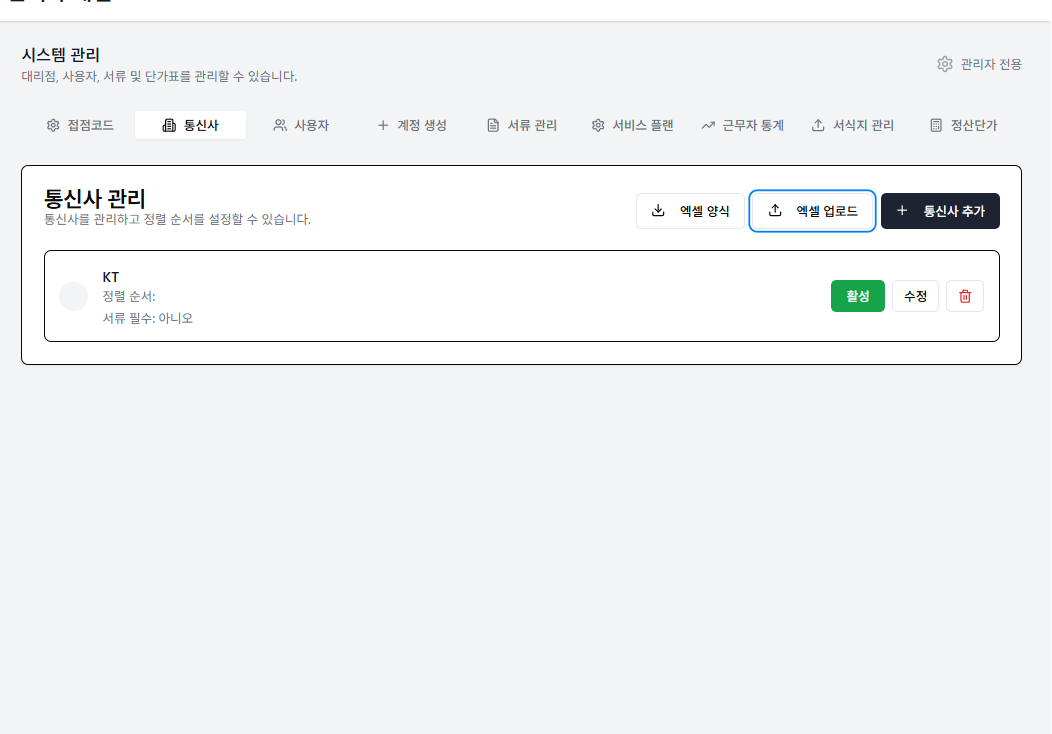 시스템 관리
대리점, 사용자, 서류 및 단가표를 관리할 수 있습니다.
관리자 전용
접점코드
통신사
사용자
계정 생성
서류 관리
서비스 플랜
근무자 통계
서식지 관리
정산단가
통신사 관리
통신사를 관리하고 정렬 순서를 설정할 수 있습니다.
엑셀 양식
엑셀 업로드
통신사 추가
KT
정렬 순서:
서류 필수: 아니오
활성
수정